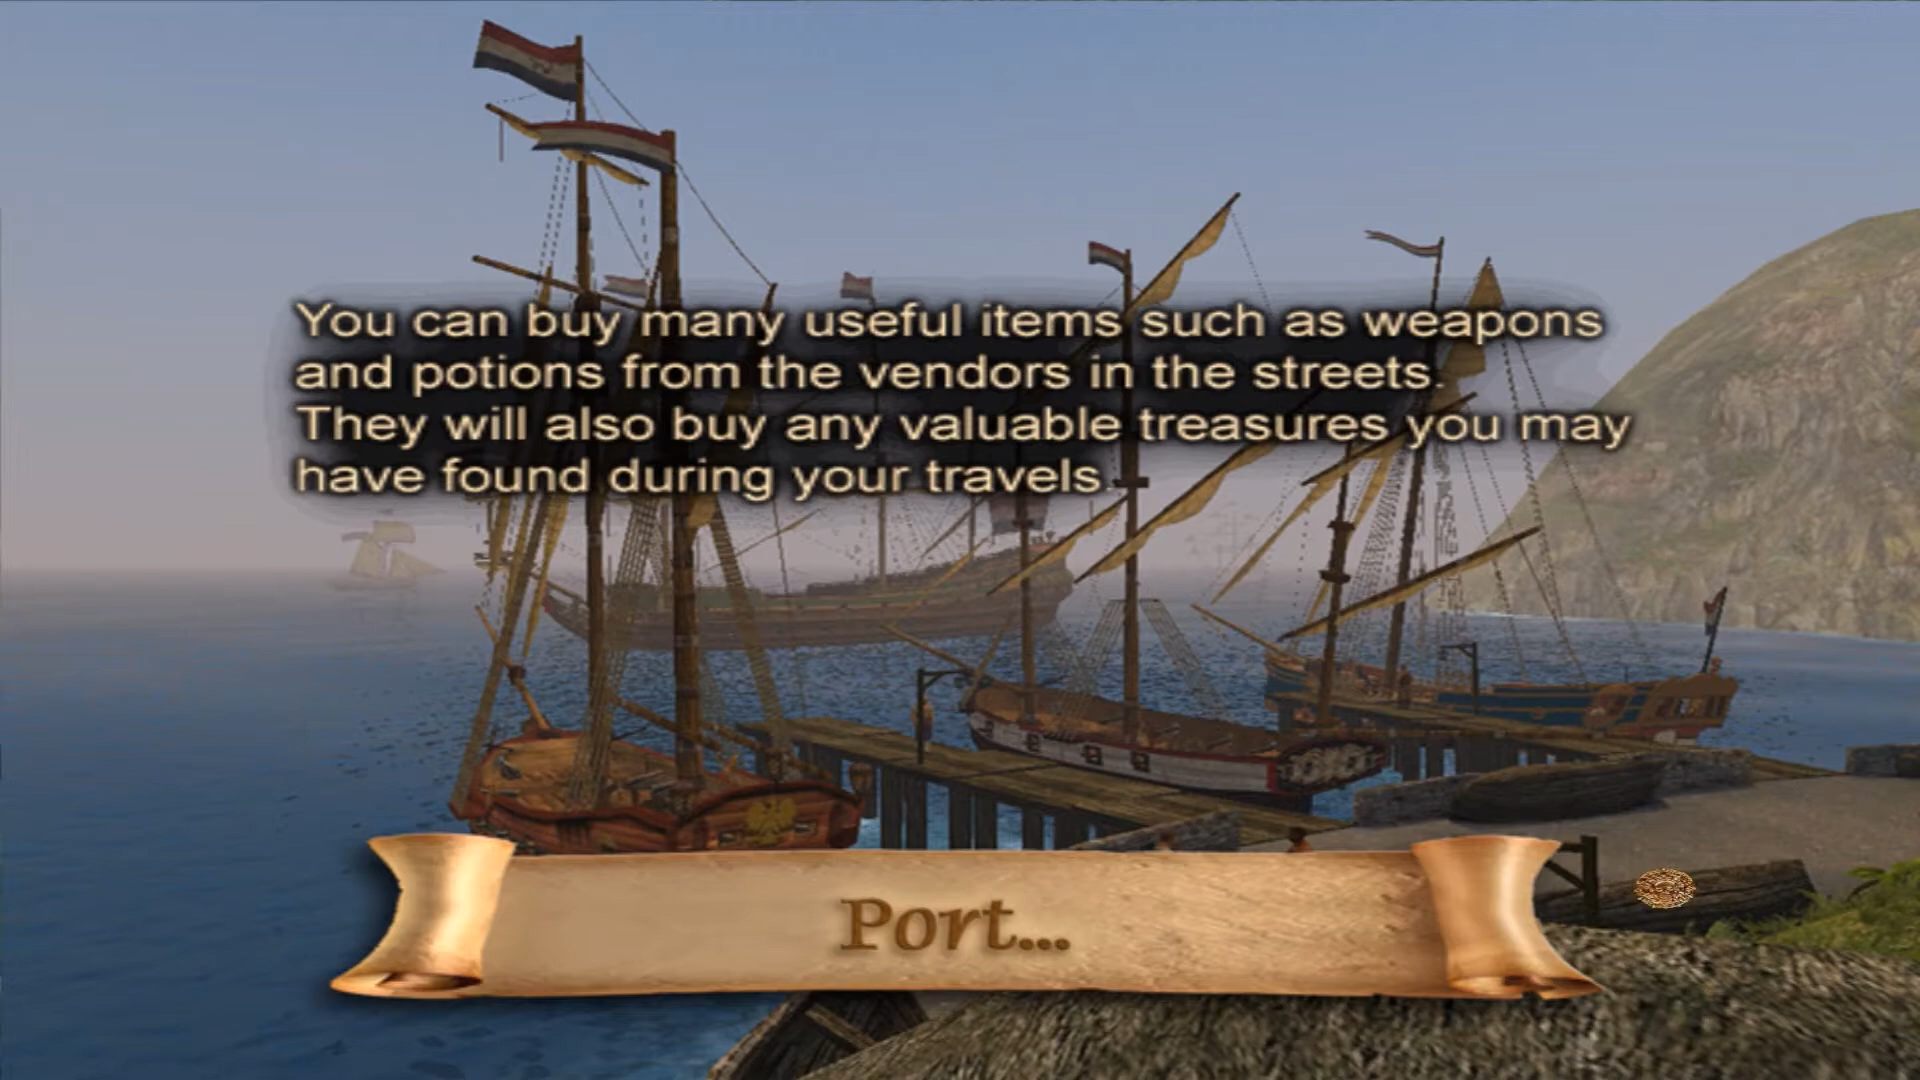 You can buy many useful items such as weapons
and potions from the vendors in the streets.
They will also buy any valuable treasures you may
have found during your travels.
Port...